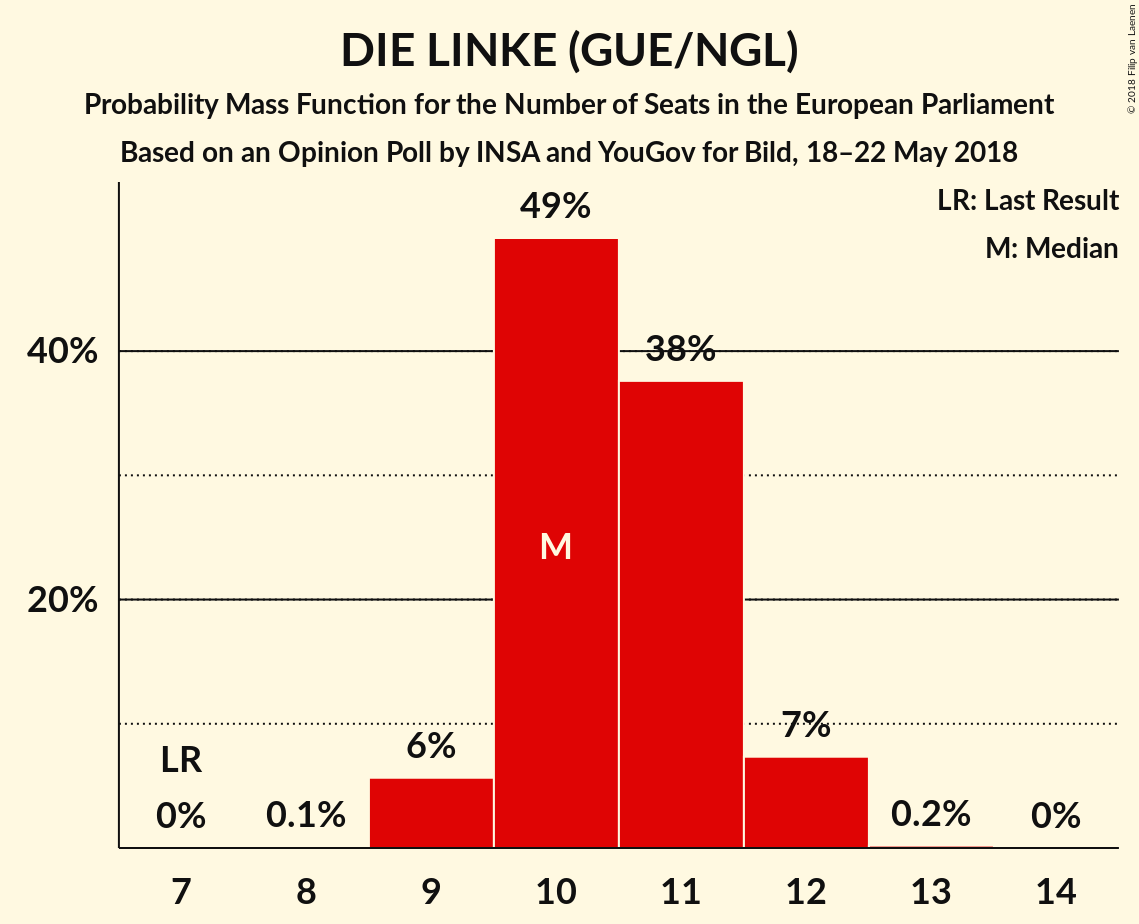 DIE LINKE (GUE/NGL)
Probability Mass Function for the Number of Seats in the European Parliament
Based on an Opinion Poll by INSA and YouGov for Bild, 18–22 May 2018
© 2018 Filip van Laenen
LR: Last Result
M: Median
49%
38%
40%
M
20%
7%
6%
LR
0%
0.1%
0.2%
0%
7 8 9 10 11 12 13 14